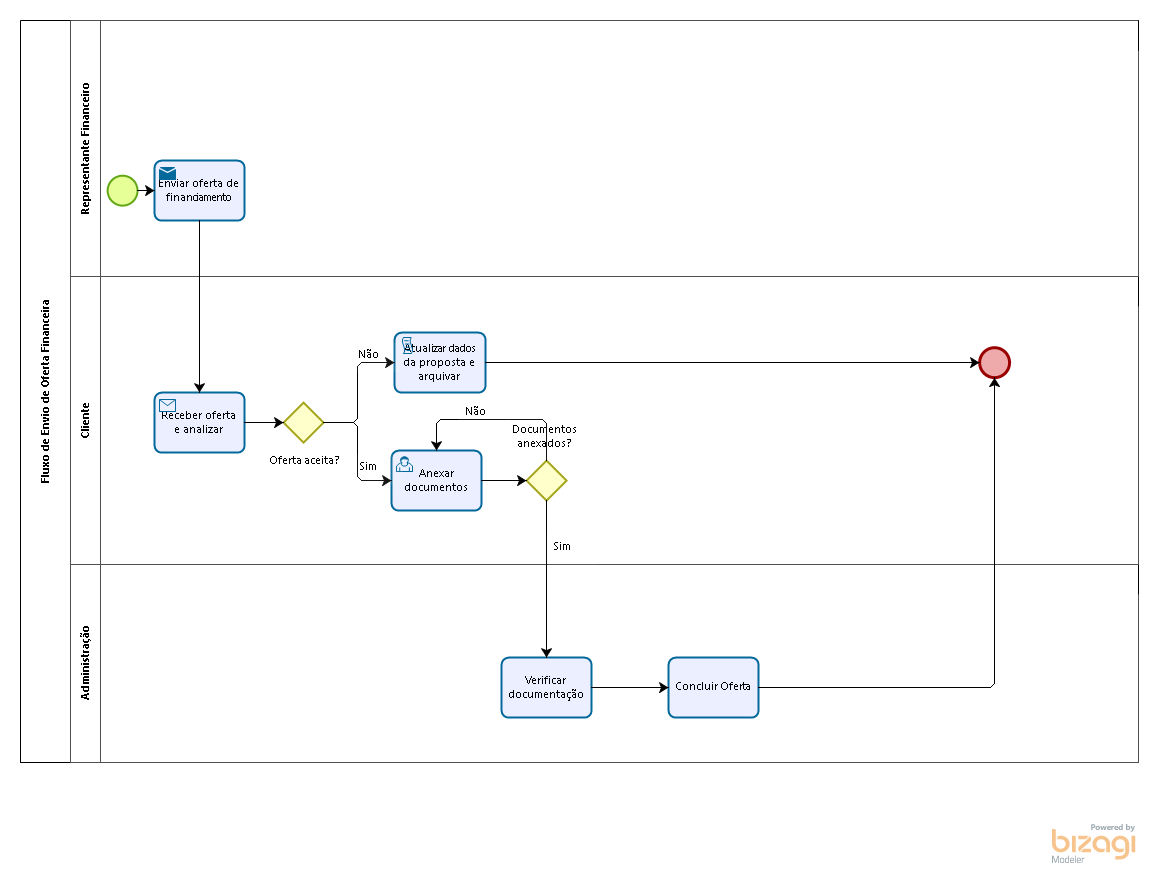 Fluxo de Envio de Oferta Financeira
Representante Financeiro
Enviar oferta de
financiamento
Cliente
Receber oferta
e analizar
Oferta aceita?
Não
Atualizar dados
da proposta e
arquivar
Sim
Anexar
documentos
Não
Documentos
anexados?
Sim
Administração
Verificar
documentação
Concluir Oferta
Powered by
bizagi
Modeler